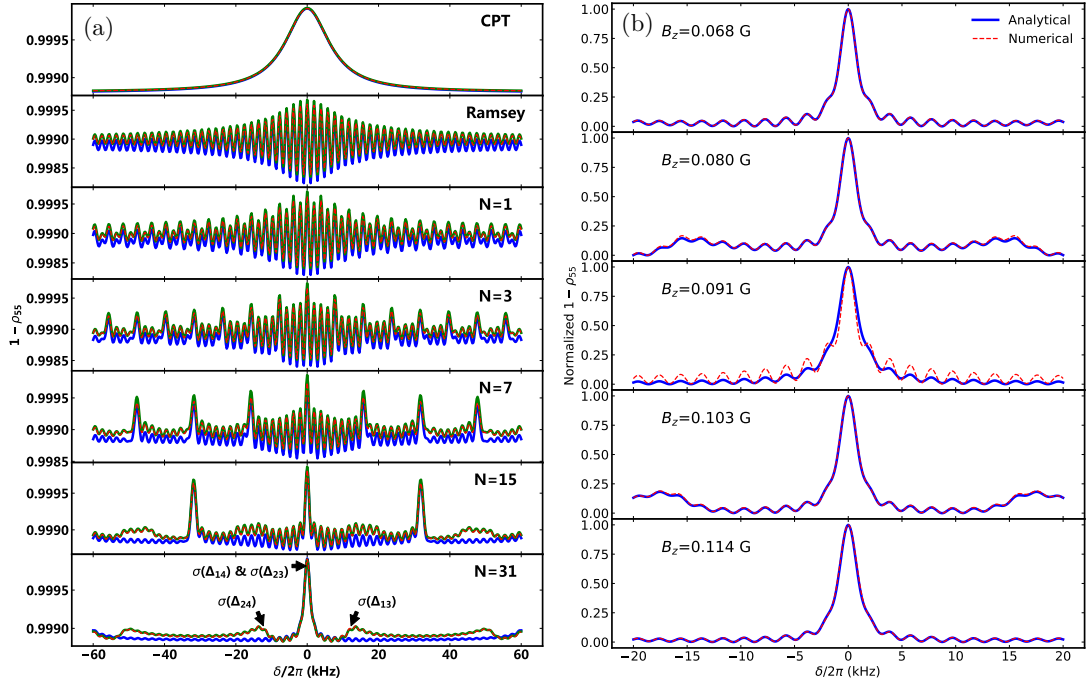 (a)
CPT
0.9995
0.9990
Ramsey
0.9995
0.9990
0.9985
N=1
0.9995
0.9990
0.9985
N=3
0.9995
0.9990
0.9985
N=7
0.9995
0.9990
0.9985
N=15
0.9995
0.9990
N=31
σ(Δ₁₄) & σ(Δ₂₃)
σ(Δ₂₄)
σ(Δ₁₃)
0.9995
0.9990
−60 −40 −20 0 20 40 60
δ/2π (kHz)
1 − ρ₅₅
(b)
B_z=0.068 G
Analytical
Numerical
1.00
0.75
0.50
0.25
0.00
B_z=0.080 G
1.00
0.75
0.50
0.25
0.00
B_z=0.091 G
1.00
0.75
0.50
0.25
0.00
B_z=0.103 G
1.00
0.75
0.50
0.25
0.00
B_z=0.114 G
1.00
0.75
0.50
0.25
0.00
−20 −15 −10 −5 0 5 10 15 20
δ/2π (kHz)
Normalized 1 − ρ₅₅